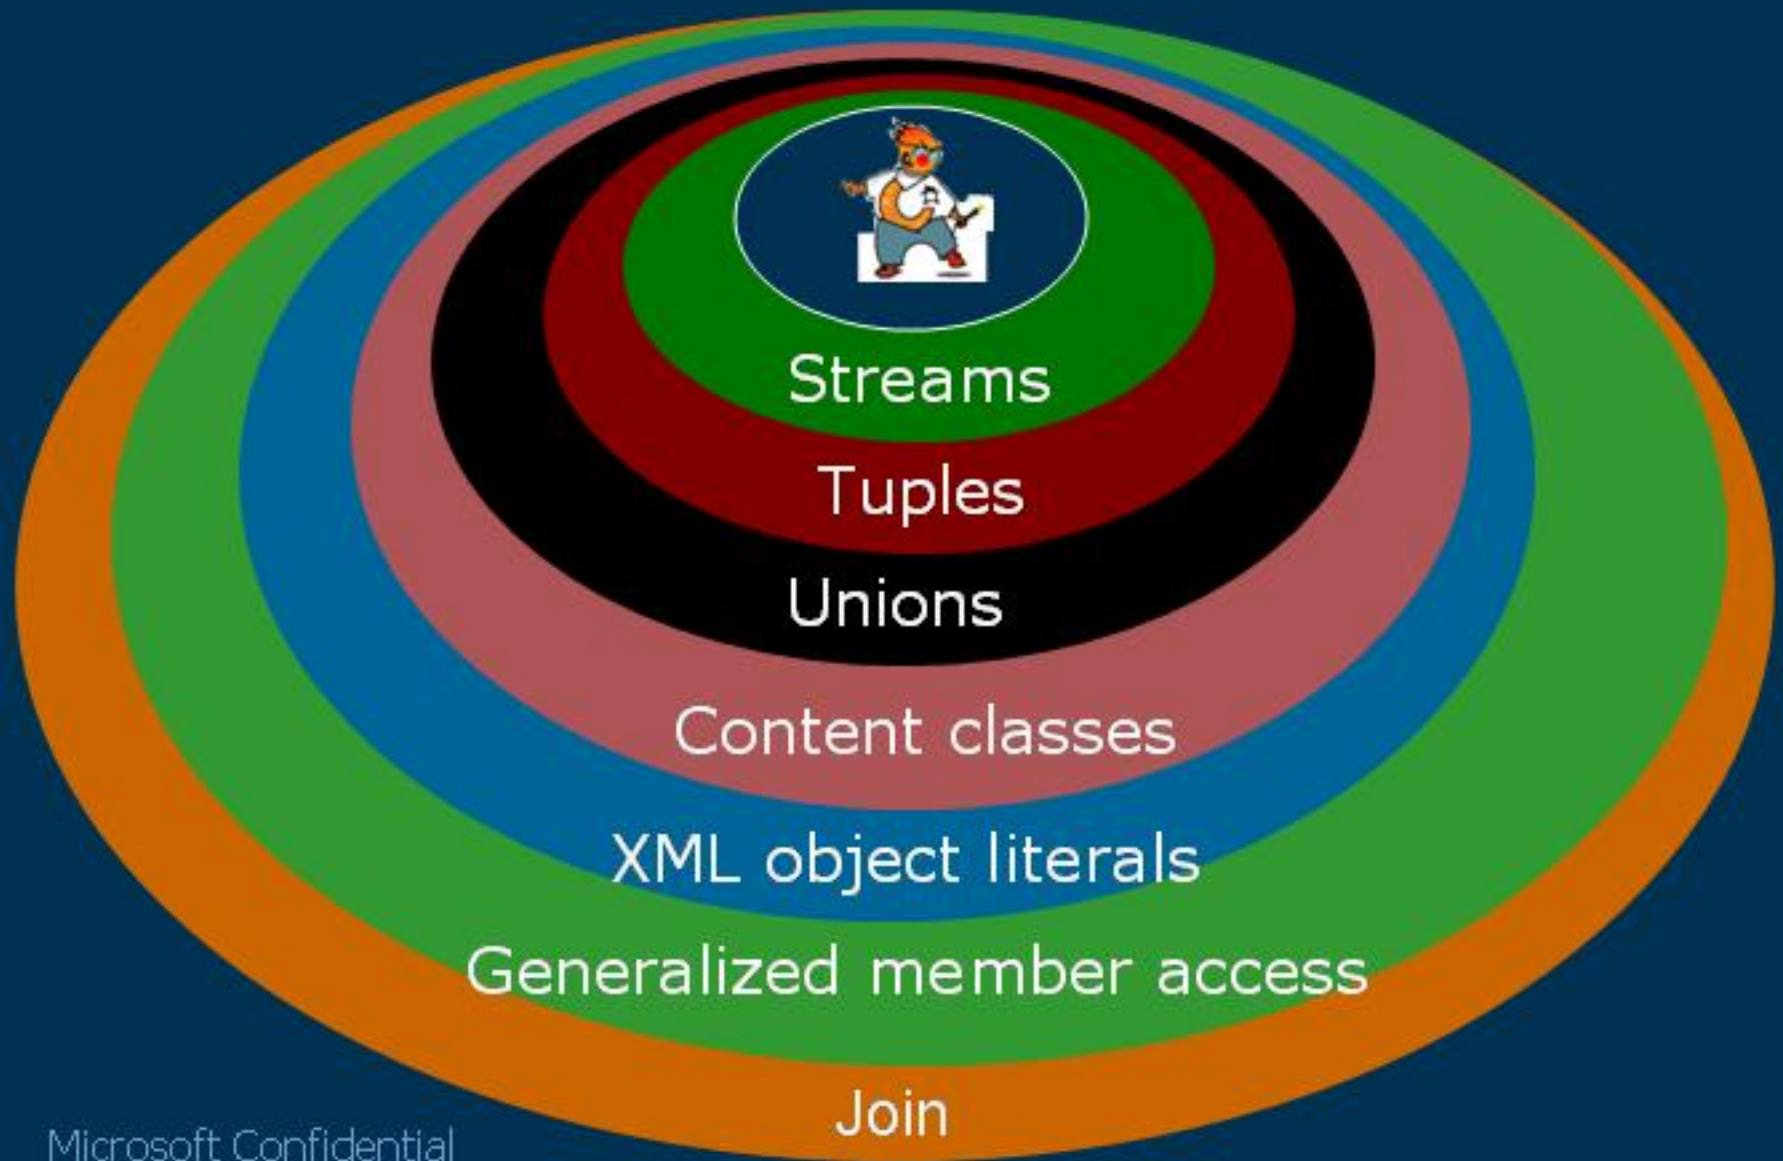 Streams
Tuples
Unions
Content classes
XML object literals
Generalized member access
Join
Microsoft Confidential